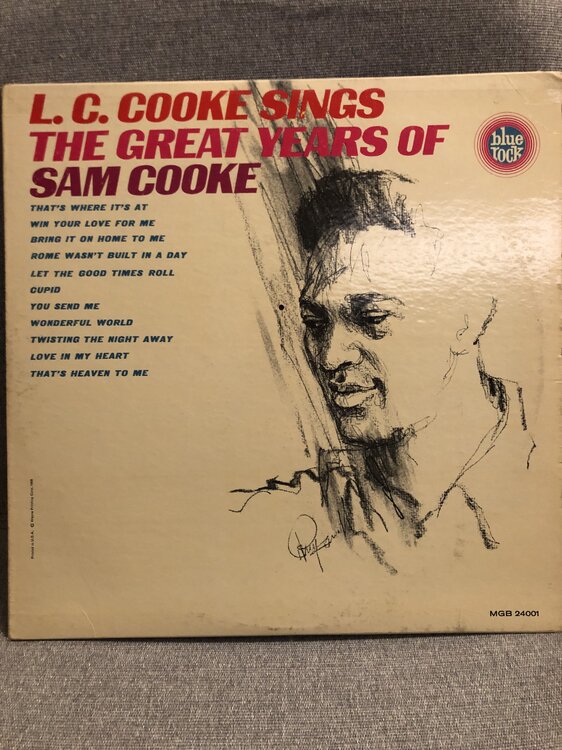 L. C. COOKE SINGS
THE GREAT YEARS OF
SAM COOKE
blue
rock
THAT'S WHERE IT'S AT
WIN YOUR LOVE FOR ME
BRING IT ON HOME TO ME
ROME WASN'T BUILT IN A DAY
LET THE GOOD TIMES ROLL
CUPID
YOU SEND ME
WONDERFUL WORLD
TWISTING THE NIGHT AWAY
LOVE IN MY HEART
THAT'S HEAVEN TO ME
Printed in U.S.A.
MGB 24001